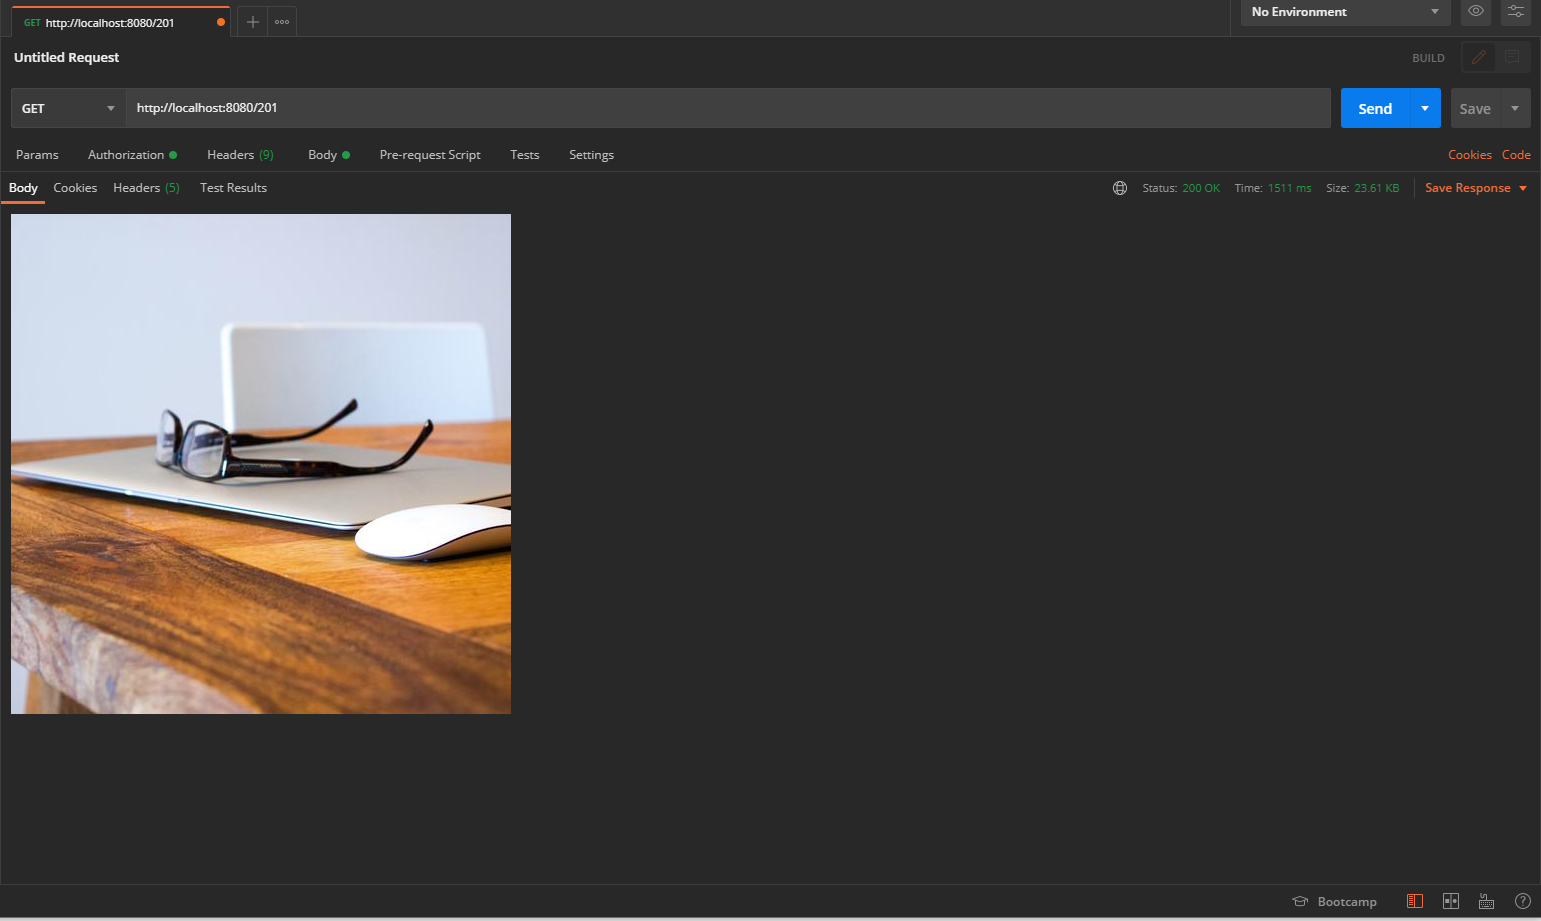 GET http://localhost:8080/201
No Environment
Untitled Request
BUILD
GET http://localhost:8080/201 Send Save
Params Authorization Headers (9) Body Pre-request Script Tests Settings Cookies Code
Body Cookies Headers (5) Test Results Status: 200 OK Time: 1511 ms Size: 23.61 KB Save Response
Bootcamp